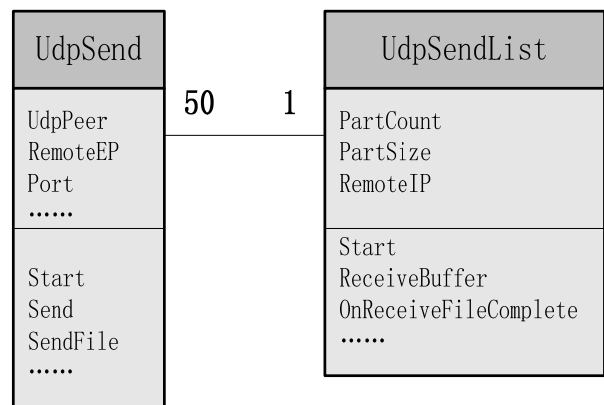 UdpSend
UdpPeer
RemoteEP
Port
……
Start
Send
SendFile
……
50 1
UdpSendList
PartCount
PartSize
RemoteIP
Start
ReceiveBuffer
OnReceiveFileComplete
……